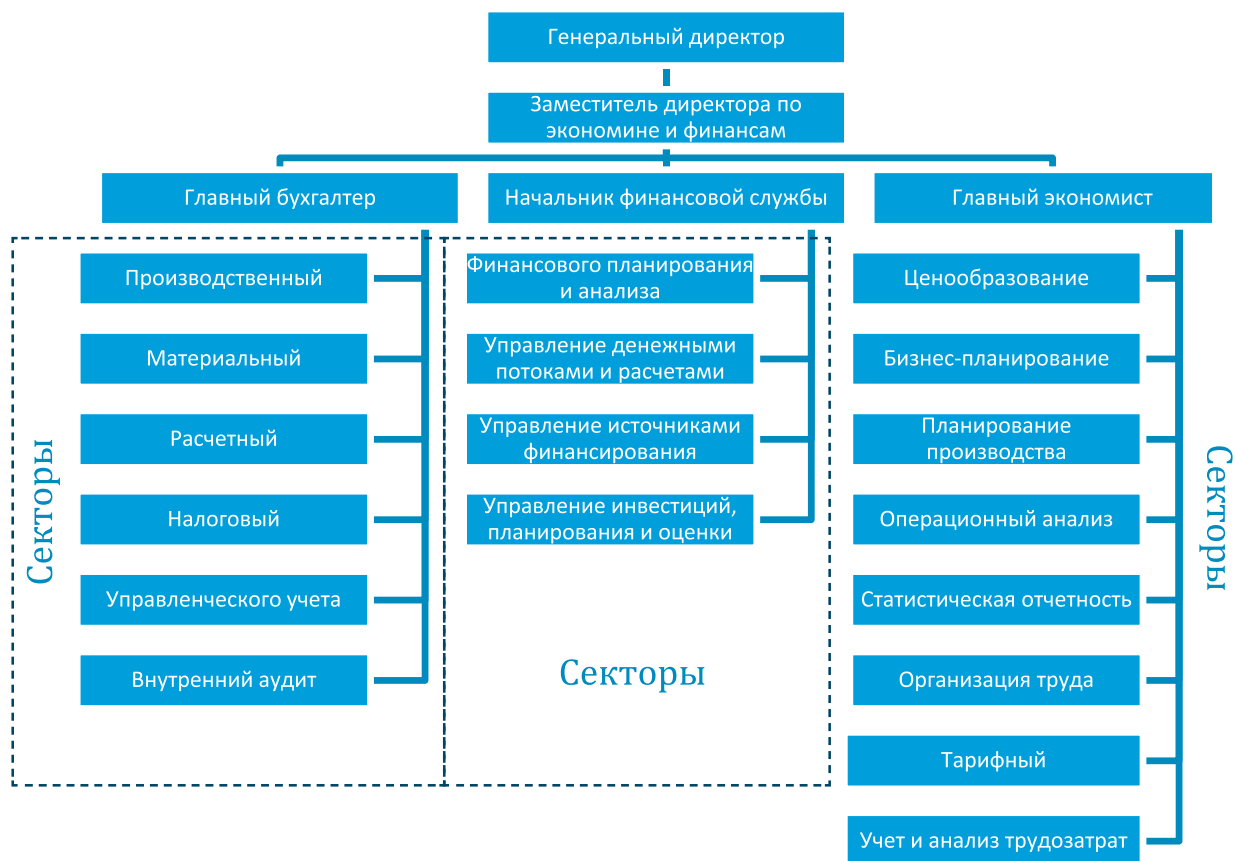 Генеральный директор
Заместитель директора по
экономине и финансам
Главный бухгалтер
Начальник финансовой службы
Главный экономист
Секторы
Производственный
Материальный
Расчетный
Налоговый
Управленческого учета
Внутренний аудит
Финансового планирования
и анализа
Управление денежными
потоками и расчетами
Управление источниками
финансирования
Управление инвестиций,
планирования и оценки
Секторы
Ценообразование
Бизнес-планирование
Планирование
производства
Операционный анализ
Статистическая отчетность
Организация труда
Тарифный
Учет и анализ трудозатрат
Секторы